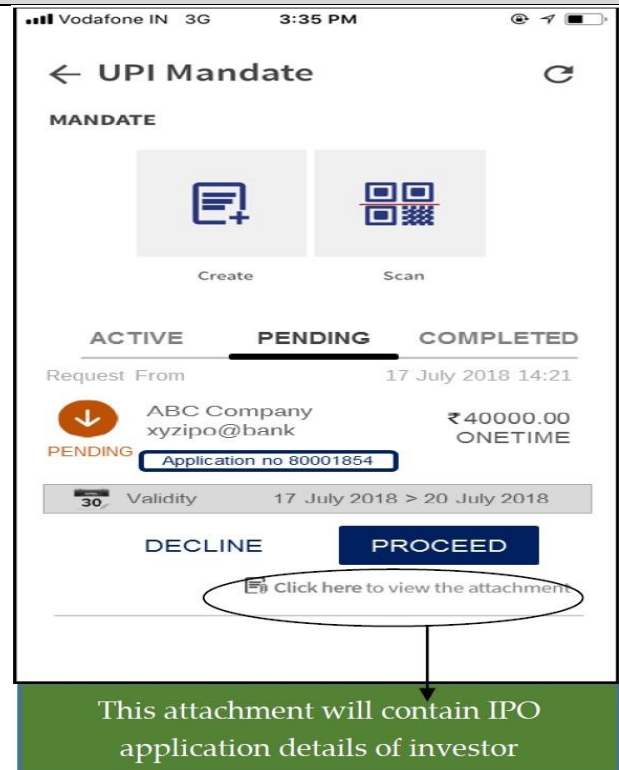 Vodafone IN 3G 3:35 PM
UPI Mandate
MANDATE
Create Scan
ACTIVE PENDING COMPLETED
Request From 17 July 2018 14:21
ABC Company ₹40000.00
xyzipo@bank ONETIME
PENDING
Application no 80001854
30 Validity 17 July 2018 > 20 July 2018
DECLINE PROCEED
Click here to view the attachment
This attachment will contain IPO
application details of investor